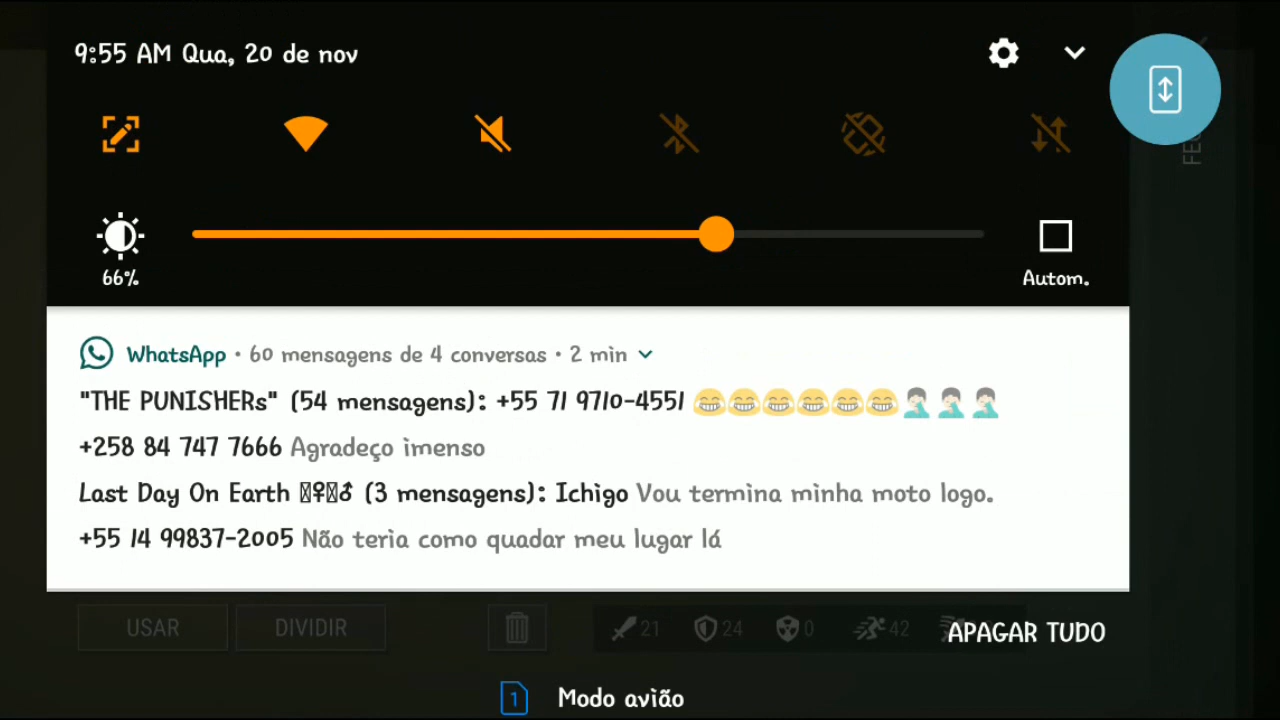 9:55 AM Qua, 20 de nov
66%
Autom.
WhatsApp • 60 mensagens de 4 conversas • 2 min
"THE PUNISHERs" (54 mensagens): +55 71 9710-4551 😂😂😂😂😂😂🤦🏻‍♂🤦🏻‍♂🤦🏻‍♂
+258 84 747 7666 Agradeço imenso
Last Day On Earth ♀♂ (3 mensagens): Ichigo Vou termina minha moto logo.
+55 14 99837-2005 Não teria como quadar meu lugar lá
USAR DIVIDIR 21 24 0 42 APAGAR TUDO
1 Modo avião